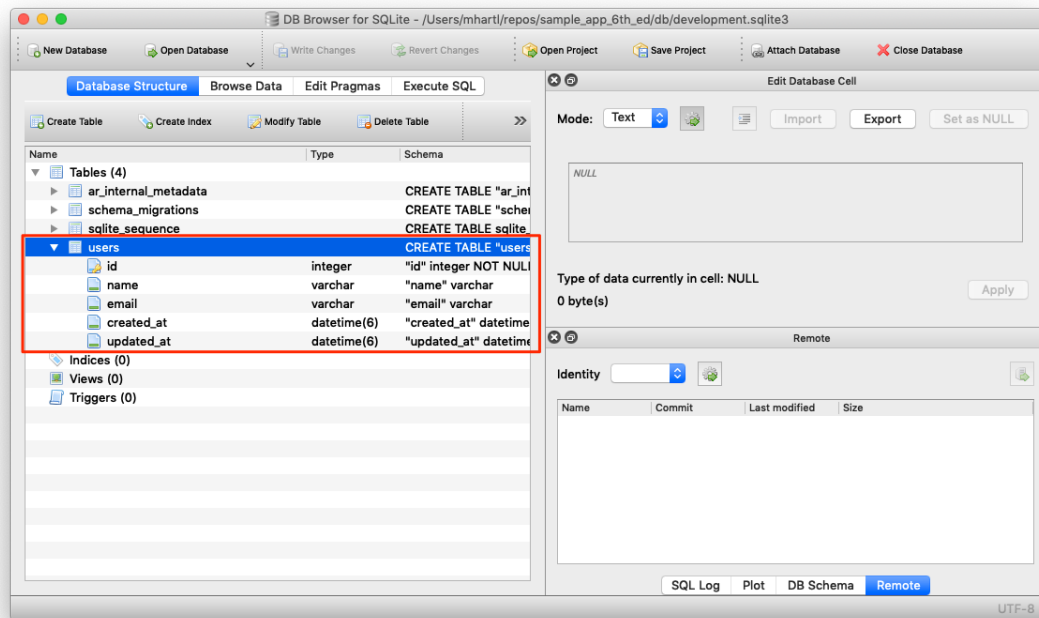 DB Browser for SQLite - /Users/mhartl/repos/sample_app_6th_ed/db/development.sqlite3
New Database Open Database Write Changes Revert Changes Open Project Save Project Attach Database Close Database
Database Structure Browse Data Edit Pragmas Execute SQL
Create Table Create Index Modify Table Delete Table »
Name Type Schema
Tables (4)
ar_internal_metadata CREATE TABLE "ar_int
schema_migrations CREATE TABLE "scher
sqlite_sequence CREATE TABLE sqlite_
users CREATE TABLE "users
id integer "id" integer NOT NULL
name varchar "name" varchar
email varchar "email" varchar
created_at datetime(6) "created_at" datetime
updated_at datetime(6) "updated_at" datetime
Indices (0)
Views (0)
Triggers (0)
Edit Database Cell
Mode: Text Import Export Set as NULL
NULL
Type of data currently in cell: NULL
0 byte(s)
Apply
Remote
Identity
Name Commit Last modified Size
SQL Log Plot DB Schema Remote
UTF-8